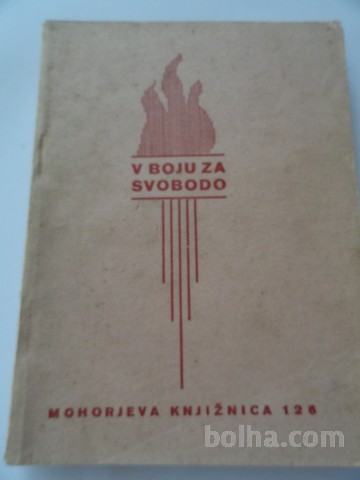 V BOJU ZA
SVOBODO
MOHORJEVA KNJIŽNICA 126
bolha.com®